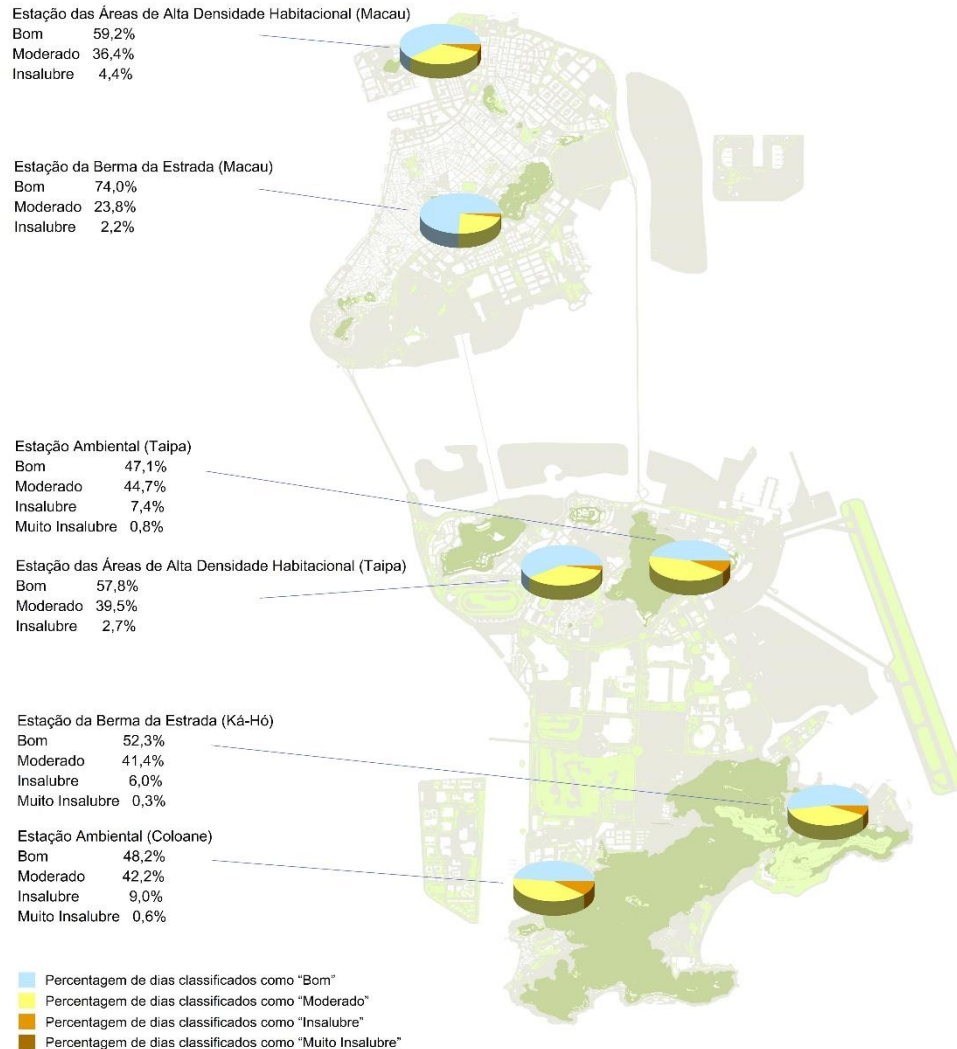 Estação das Áreas de Alta Densidade Habitacional (Macau)
Bom 59,2%
Moderado 36,4%
Insalubre 4,4%
Estação da Berma da Estrada (Macau)
Bom 74,0%
Moderado 23,8%
Insalubre 2,2%
Estação Ambiental (Taipa)
Bom 47,1%
Moderado 44,7%
Insalubre 7,4%
Muito Insalubre 0,8%
Estação das Áreas de Alta Densidade Habitacional (Taipa)
Bom 57,8%
Moderado 39,5%
Insalubre 2,7%
Estação da Berma da Estrada (Ká-Hó)
Bom 52,3%
Moderado 41,4%
Insalubre 6,0%
Muito Insalubre 0,3%
Estação Ambiental (Coloane)
Bom 48,2%
Moderado 42,2%
Insalubre 9,0%
Muito Insalubre 0,6%
Percentagem de dias classificados como “Bom”
Percentagem de dias classificados como “Moderado”
Percentagem de dias classificados como “Insalubre”
Percentagem de dias classificados como “Muito Insalubre”